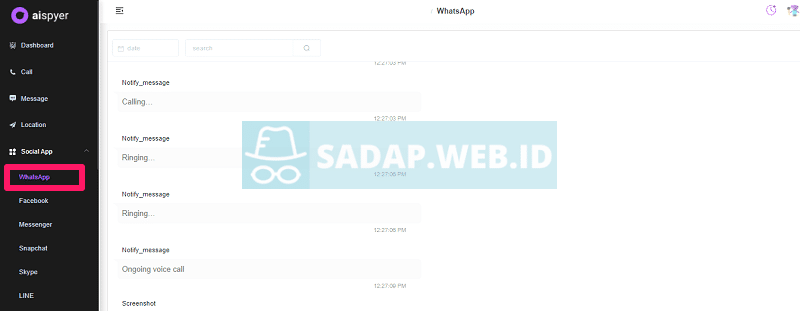 aispyer
WhatsApp
Dashboard
Call
Message
Location
Social App
WhatsApp
Facebook
Messenger
Snapchat
Skype
LINE
date
search
12:27:03 PM
Notify_message
Calling...
12:27:03 PM
Notify_message
Ringing...
12:27:05 PM
Notify_message
Ringing...
12:27:05 PM
Notify_message
Ongoing voice call
12:27:09 PM
Screenshot
SADAP.WEB.ID